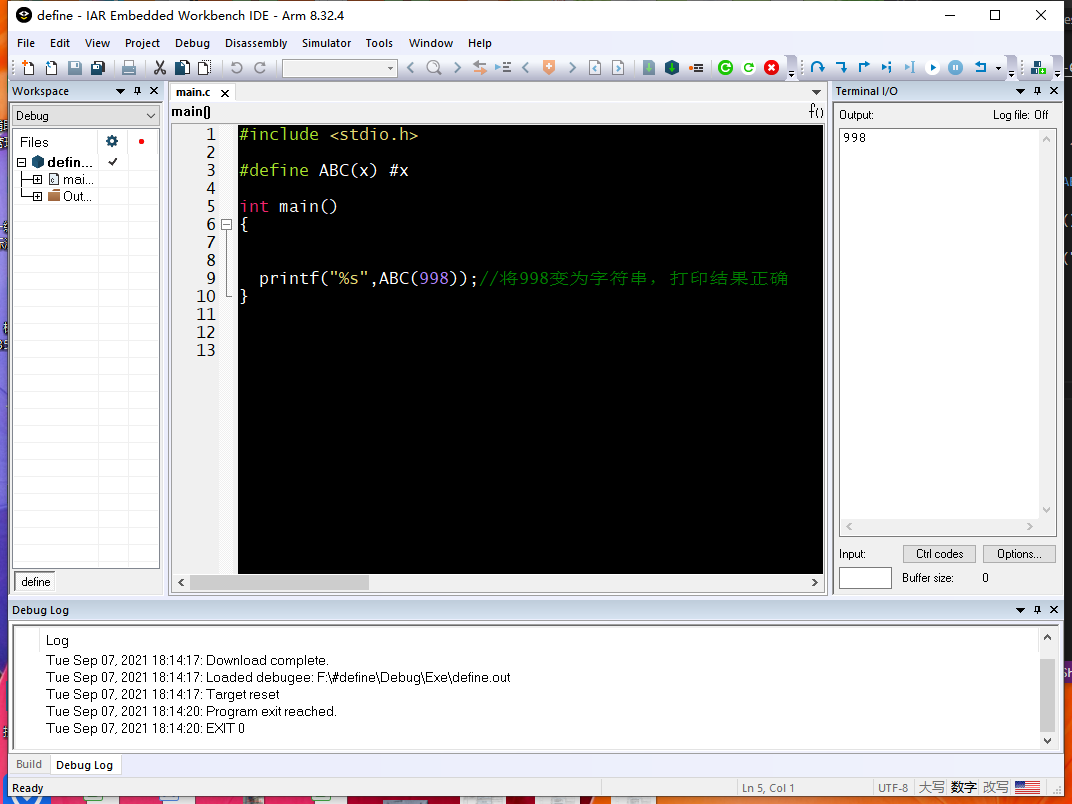 define - IAR Embedded Workbench IDE - Arm 8.32.4
File Edit View Project Debug Disassembly Simulator Tools Window Help
Workspace
Debug
Files
defin...
mai...
Out...
define
main.c
main()
f()
1 #include <stdio.h>
2
3 #define ABC(x) #x
4
5 int main()
6 {
7
8
9 printf("%s",ABC(998));//将998变为字符串，打印结果正确
10 }
11
12
13
Terminal I/O
Output: Log file: Off
998
Input: Ctrl codes Options...
Buffer size: 0
Debug Log
Log
Tue Sep 07, 2021 18:14:17: Download complete.
Tue Sep 07, 2021 18:14:17: Loaded debugee: F:\#define\Debug\Exe\define.out
Tue Sep 07, 2021 18:14:17: Target reset
Tue Sep 07, 2021 18:14:20: Program exit reached.
Tue Sep 07, 2021 18:14:20: EXIT 0
Build Debug Log
Ready Ln 5, Col 1 UTF-8 大写 数字 改写